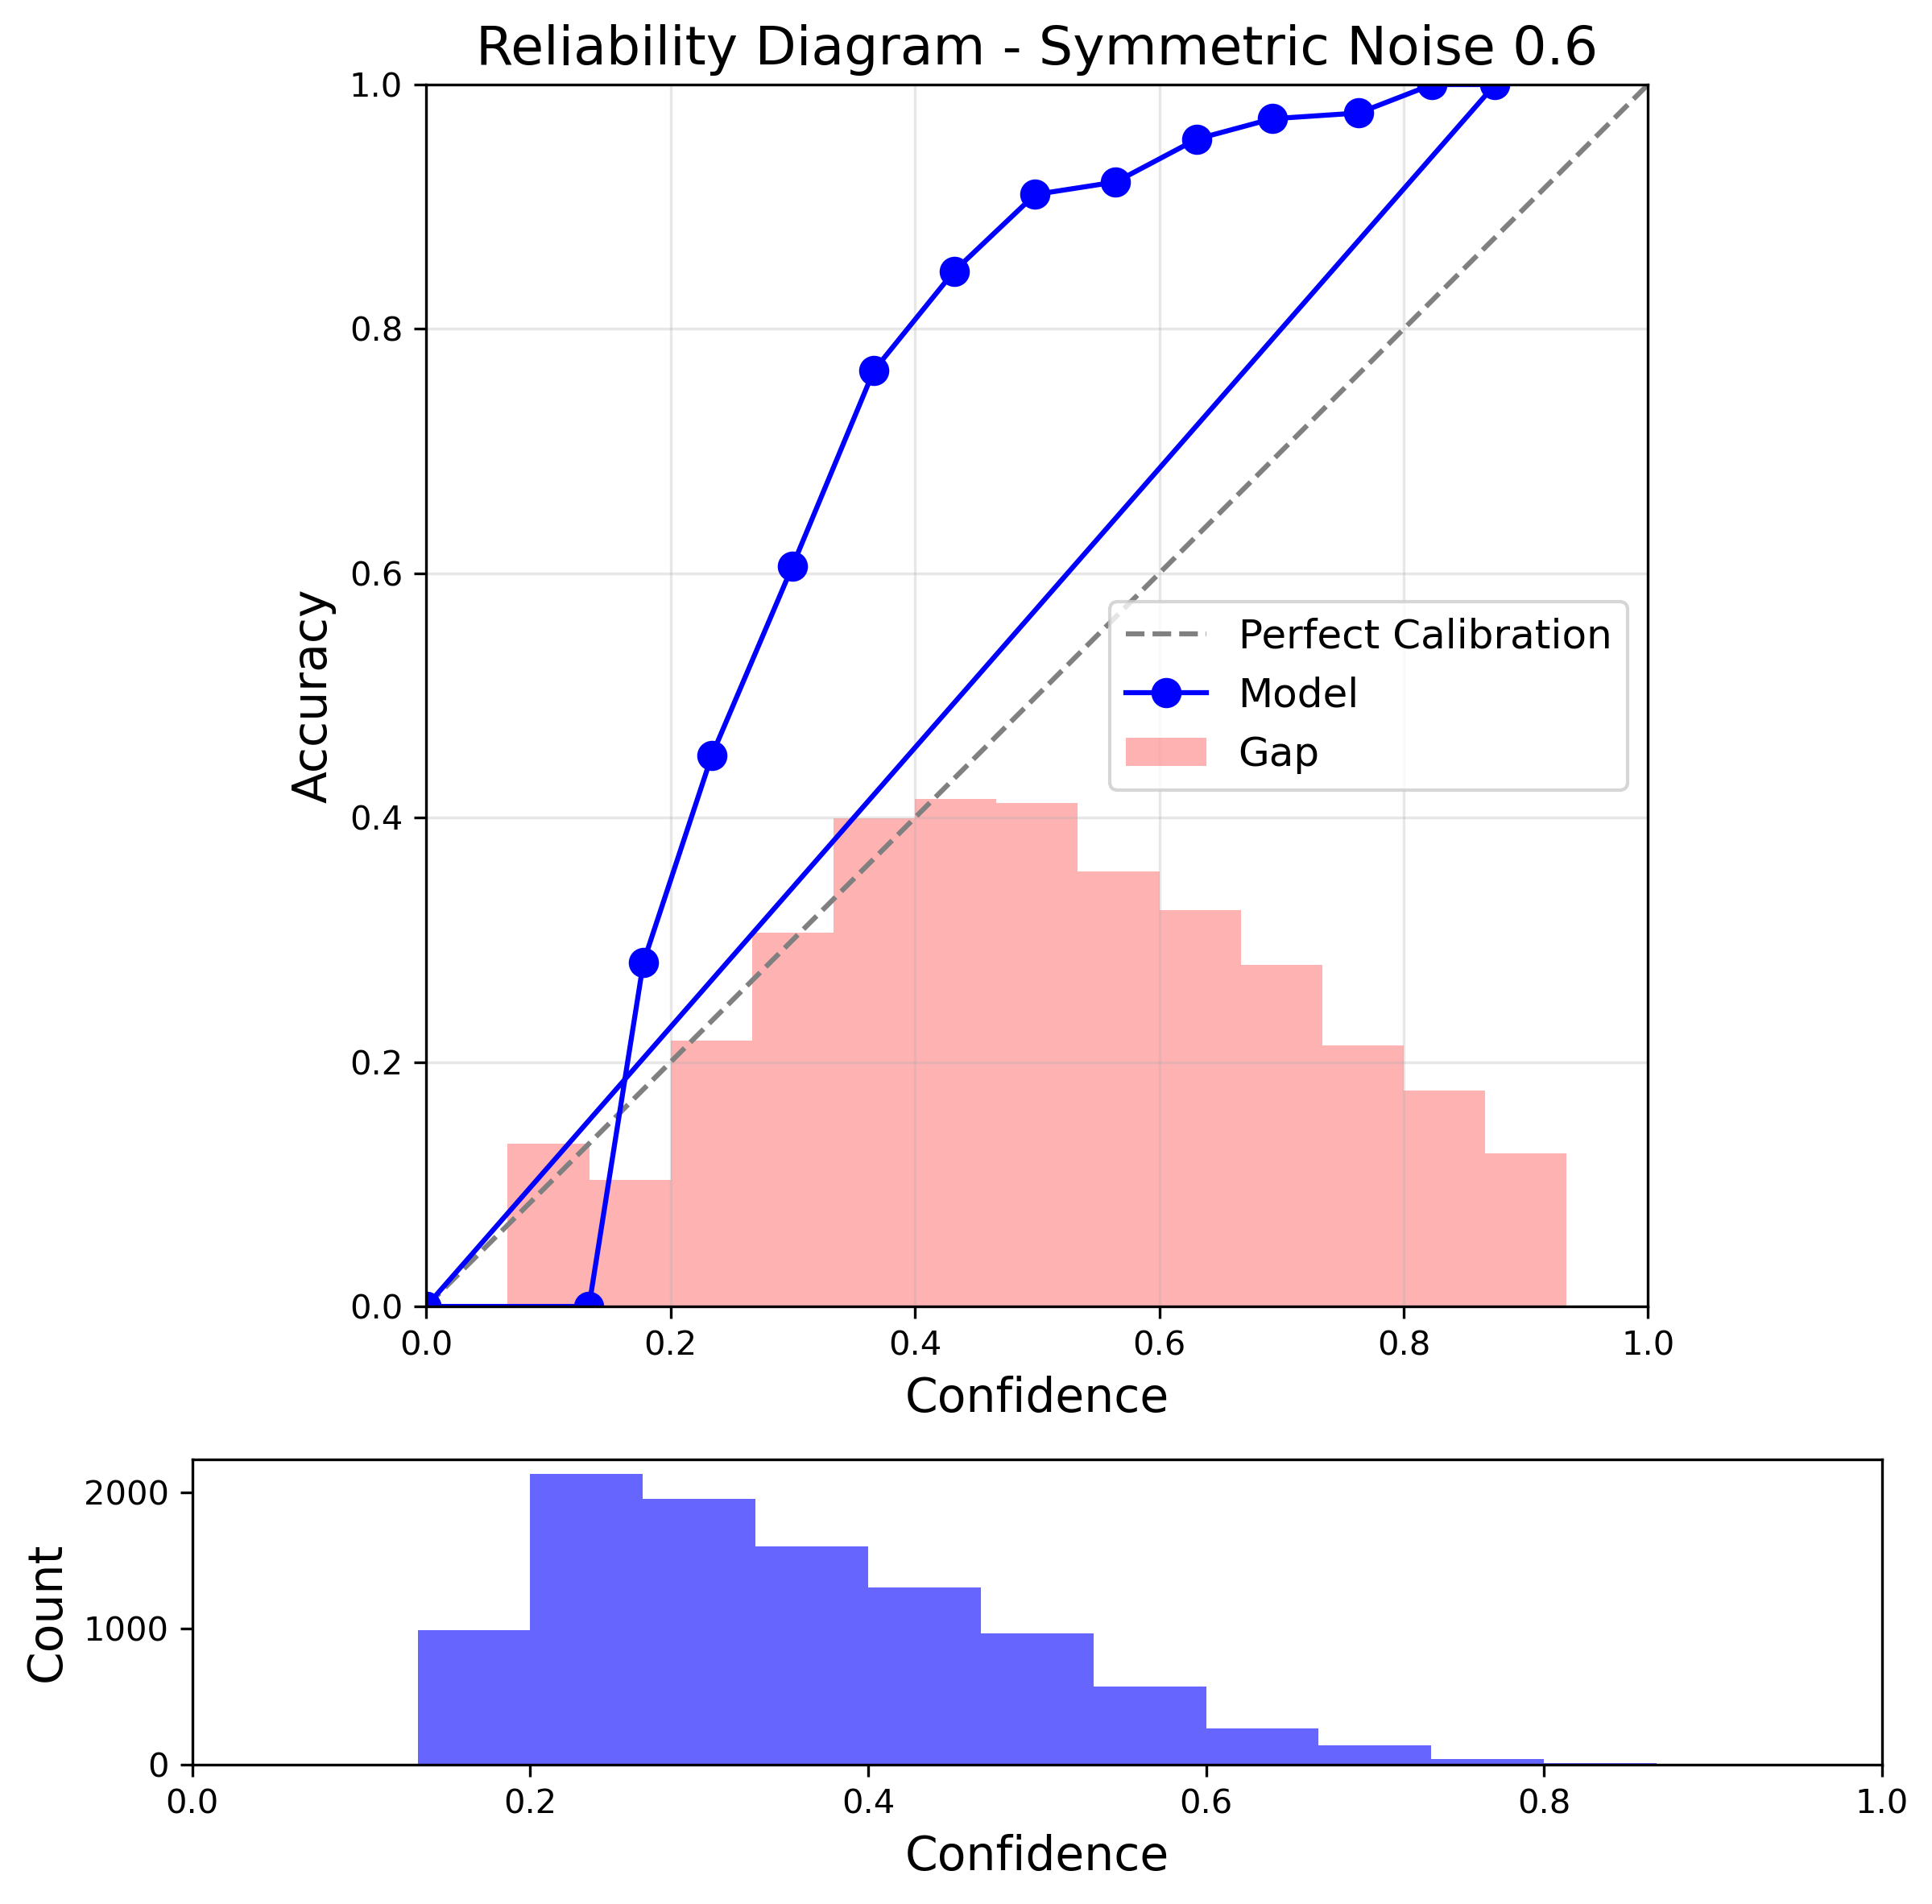 Reliability Diagram - Symmetric Noise 0.6
1.0
0.8
0.6
0.4
0.2
0.0
Accuracy
Perfect Calibration
Model
Gap
0.0 0.2 0.4 0.6 0.8 1.0
Confidence
2000
1000
0
Count
0.0 0.2 0.4 0.6 0.8 1.0
Confidence